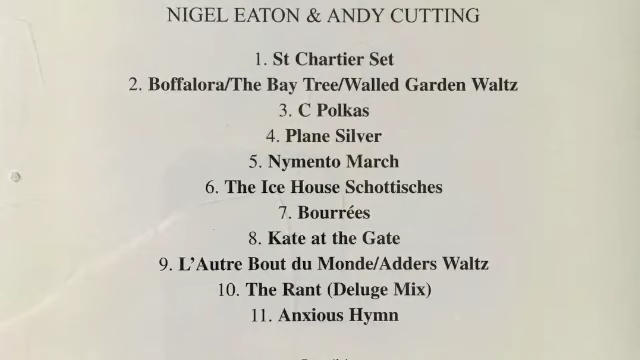 NIGEL EATON & ANDY CUTTING
1. St Chartier Set
2. Boffalora/The Bay Tree/Walled Garden Waltz
3. C Polkas
4. Plane Silver
5. Nymento March
6. The Ice House Schottisches
7. Bourrées
8. Kate at the Gate
9. L'Autre Bout du Monde/Adders Waltz
10. The Rant (Deluge Mix)
11. Anxious Hymn